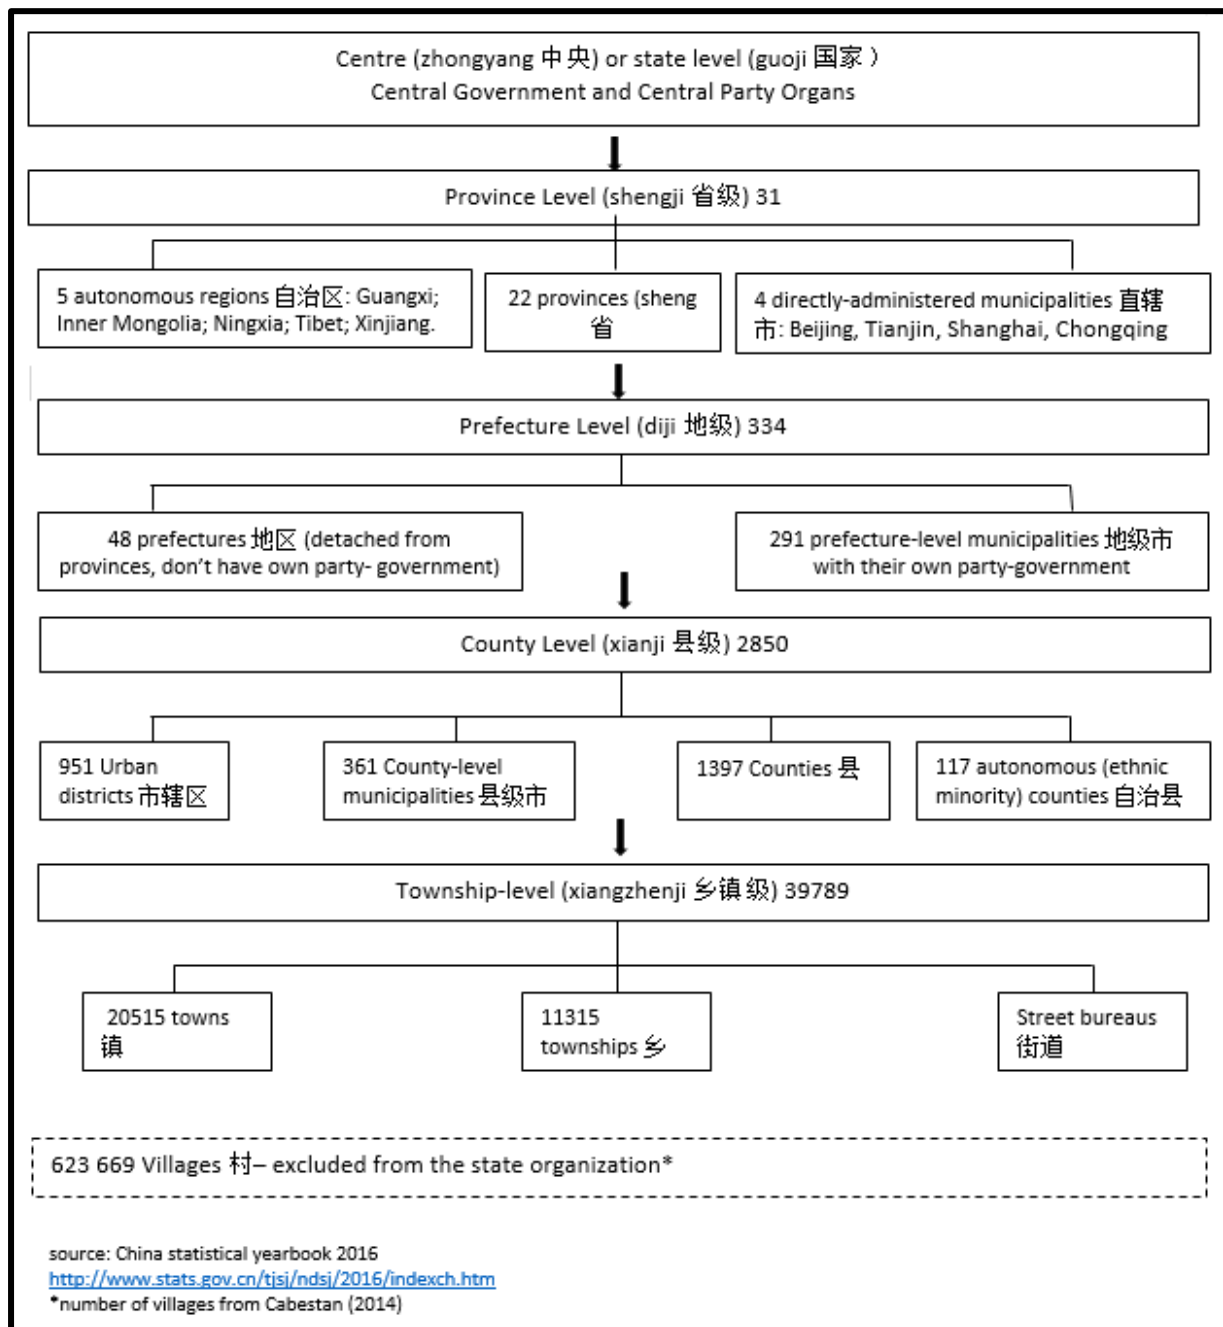 Centre (zhongyang 中央) or state level (guoji 国家 )
Central Government and Central Party Organs
Province Level (shengji 省级) 31
5 autonomous regions 自治区: Guangxi;
Inner Mongolia; Ningxia; Tibet; Xinjiang.
22 provinces (sheng
省
4 directly-administered municipalities 直辖
市: Beijing, Tianjin, Shanghai, Chongqing
Prefecture Level (diji 地级) 334
48 prefectures 地区 (detached from
provinces, don't have own party- government)
291 prefecture-level municipalities 地级市
with their own party-government
County Level (xianji 县级) 2850
951 Urban
districts 市辖区
361 County-level
municipalities 县级市
1397 Counties 县
117 autonomous (ethnic
minority) counties 自治县
Township-level (xiangzhenji 乡镇级) 39789
20515 towns
镇
11315
townships 乡
Street bureaus
街道
623 669 Villages 村– excluded from the state organization*
source: China statistical yearbook 2016
http://www.stats.gov.cn/tjsj/ndsj/2016/indexch.htm
*number of villages from Cabestan (2014)